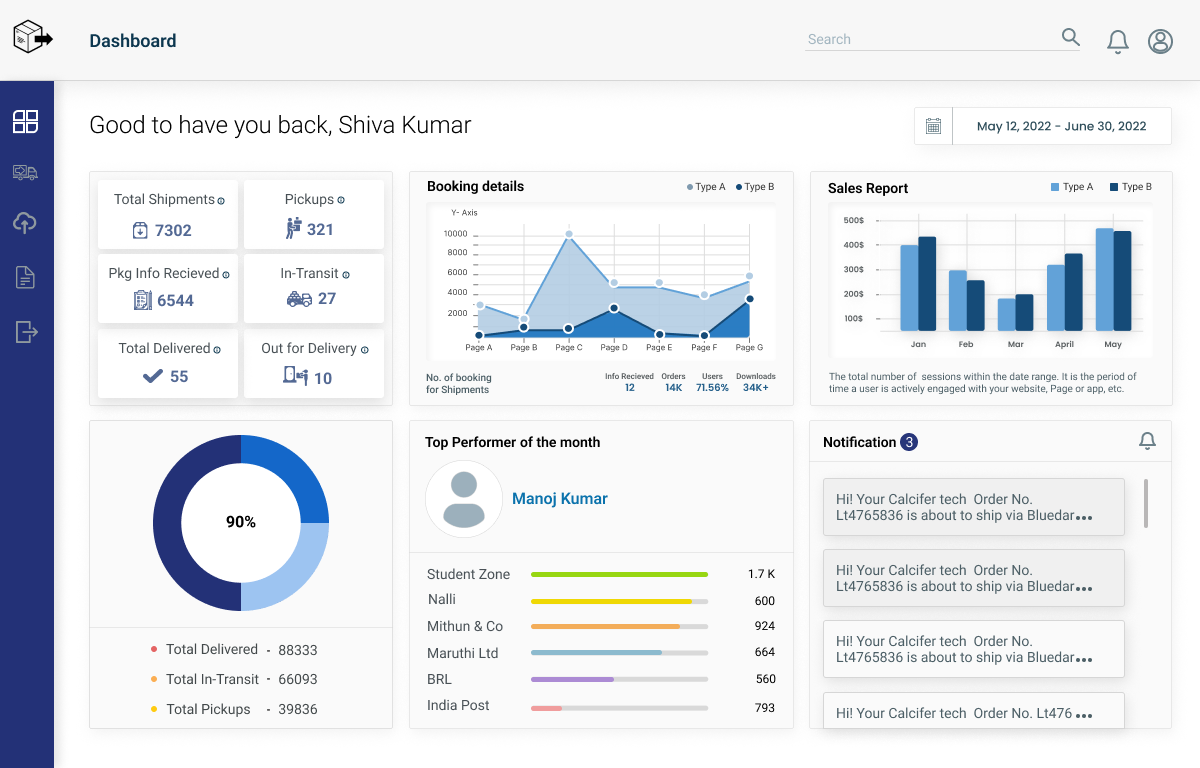 Dashboard
Search
Good to have you back, Shiva Kumar
May 12, 2022 - June 30, 2022
Total Shipments
7302
Pickups
321
Pkg Info Recieved
6544
In-Transit
27
Total Delivered
55
Out for Delivery
10
Booking details
Type A
Type B
Y- Axis
10000
8000
6000
4000
2000
Page A
Page B
Page C
Page D
Page E
Page F
Page G
No. of booking
for Shipments
Info Recieved
12
Orders
14K
Users
71.56%
Downloads
34K+
Sales Report
Type A
Type B
500$
400$
300$
200$
100$
Jan
Feb
Mar
April
May
The total number of sessions within the date range. It is the period of
time a user is actively engaged with your website, Page or app, etc.
90%
Total Delivered - 88333
Total In-Transit - 66093
Total Pickups - 39836
Top Performer of the month
Manoj Kumar
Student Zone 1.7 K
Nalli 600
Mithun & Co 924
Maruthi Ltd 664
BRL 560
India Post 793
Notification 3
Hi! Your Calcifer tech Order No.
Lt4765836 is about to ship via Bluedar...
Hi! Your Calcifer tech Order No.
Lt4765836 is about to ship via Bluedar...
Hi! Your Calcifer tech Order No.
Lt4765836 is about to ship via Bluedar...
Hi! Your Calcifer tech Order No. Lt476 ...